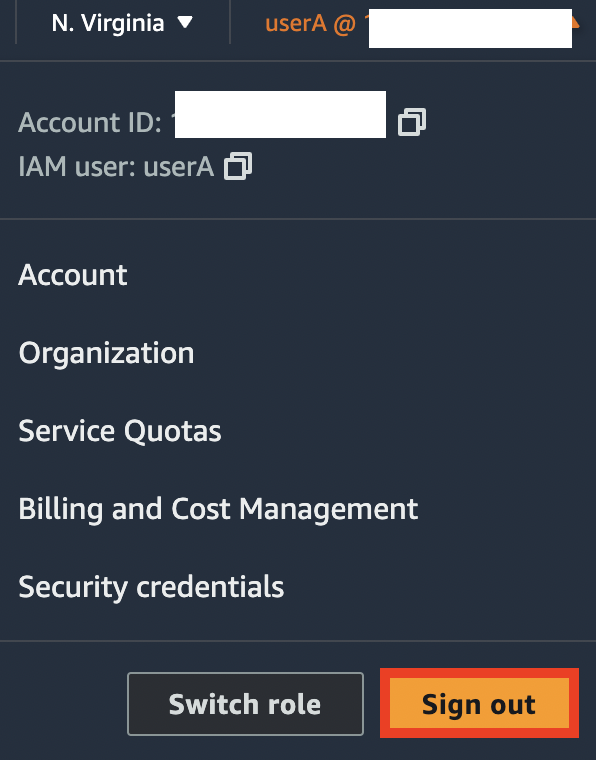 N. Virginia userA @
Account ID:
IAM user: userA
Account
Organization
Service Quotas
Billing and Cost Management
Security credentials
Switch role Sign out